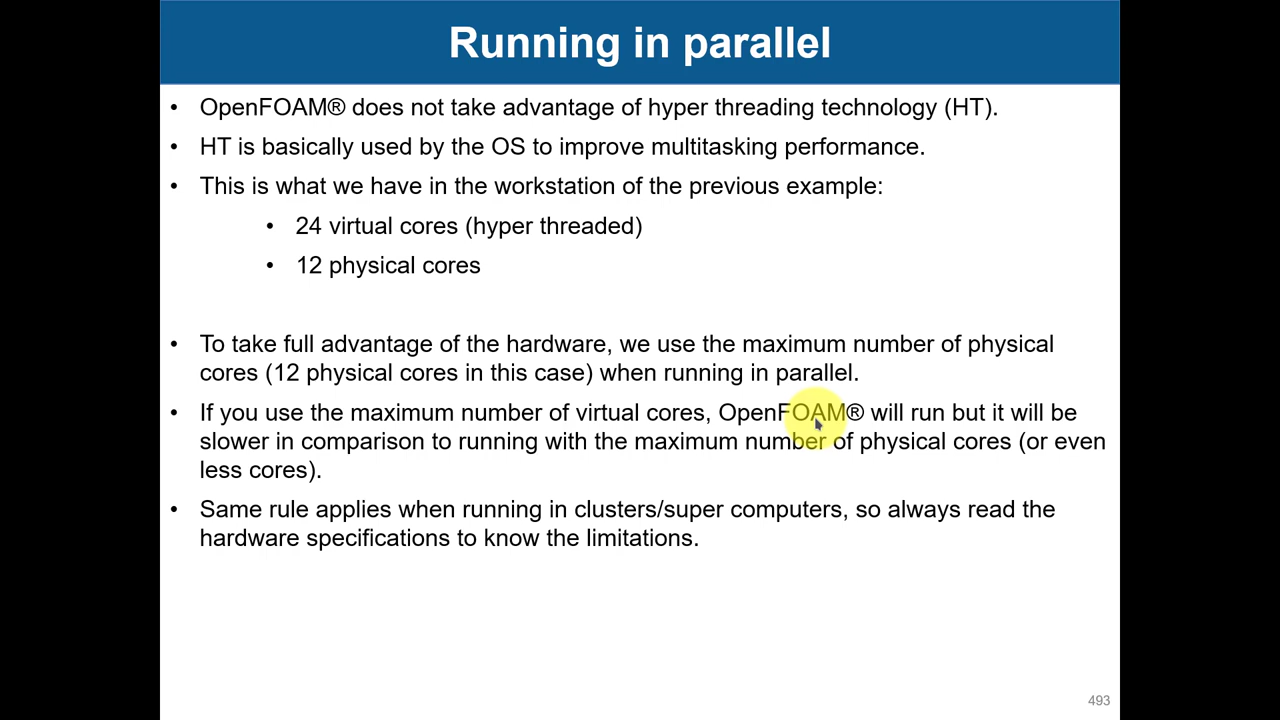 Running in parallel
• OpenFOAM® does not take advantage of hyper threading technology (HT).
• HT is basically used by the OS to improve multitasking performance.
• This is what we have in the workstation of the previous example:
• 24 virtual cores (hyper threaded)
• 12 physical cores
• To take full advantage of the hardware, we use the maximum number of physical
cores (12 physical cores in this case) when running in parallel.
• If you use the maximum number of virtual cores, OpenFOAM® will run but it will be
slower in comparison to running with the maximum number of physical cores (or even
less cores).
• Same rule applies when running in clusters/super computers, so always read the
hardware specifications to know the limitations.
493